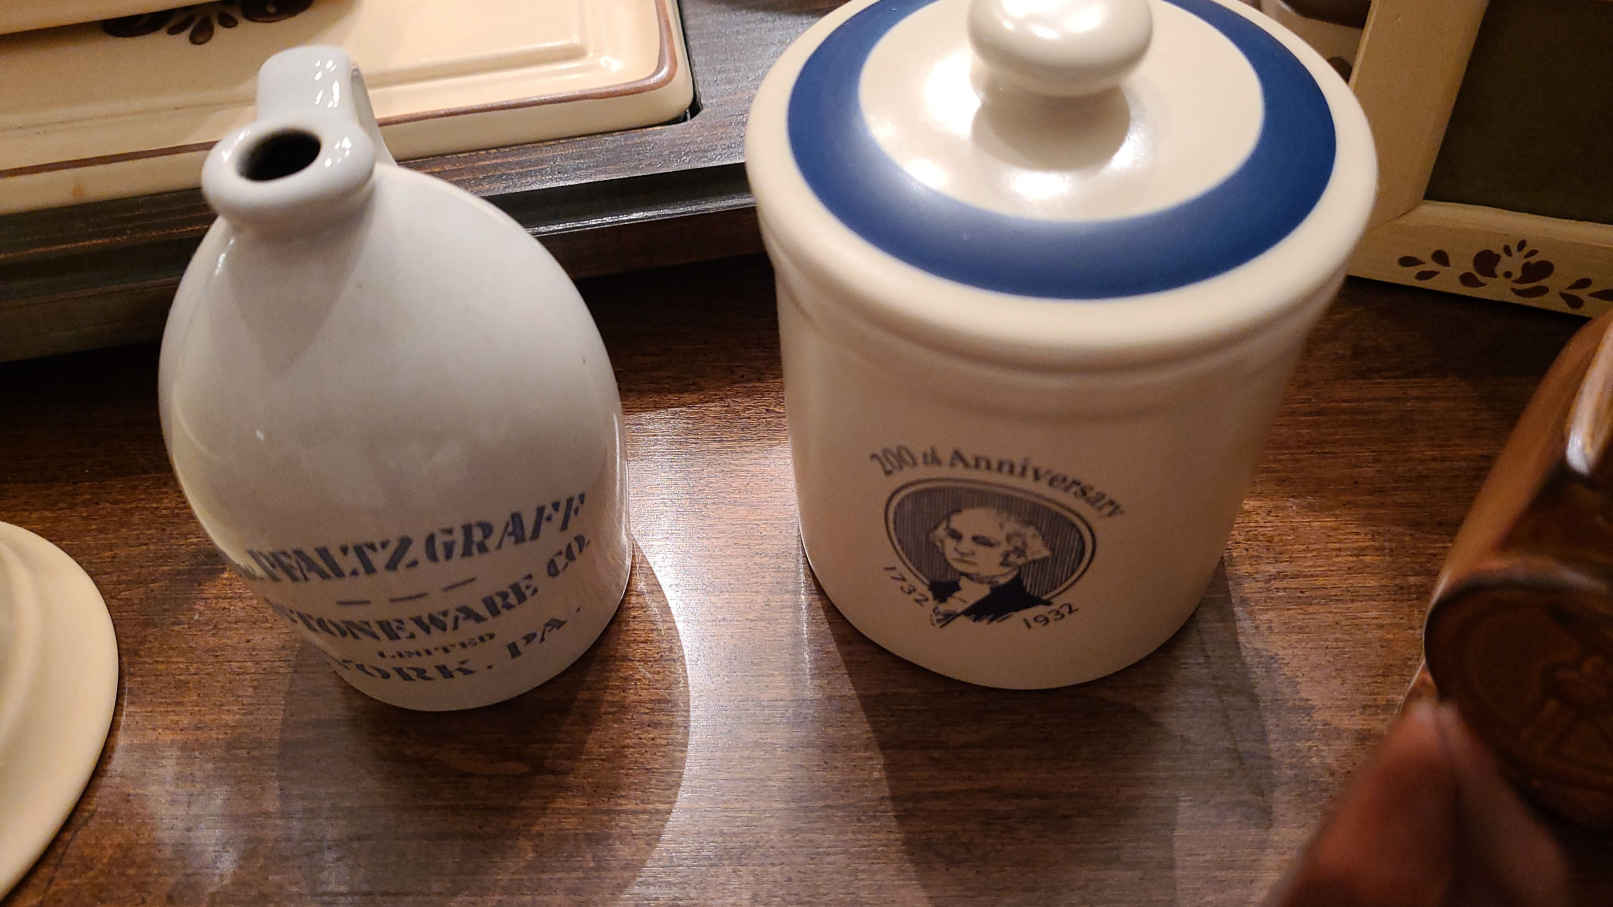 PFALTZGRAFF
STONEWARE CO.
LIMITED
YORK, PA.
200th Anniversary
1732
1932